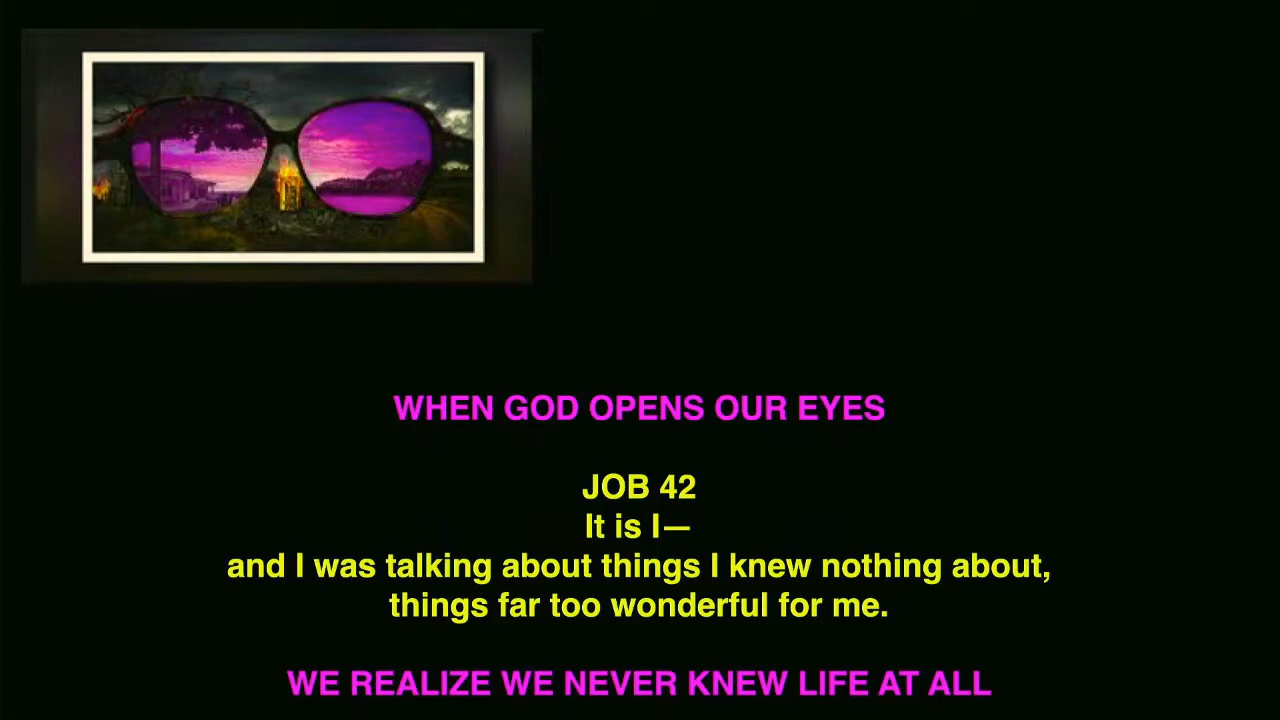 WHEN GOD OPENS OUR EYES
JOB 42
It is I—
and I was talking about things I knew nothing about,
things far too wonderful for me.
WE REALIZE WE NEVER KNEW LIFE AT ALL